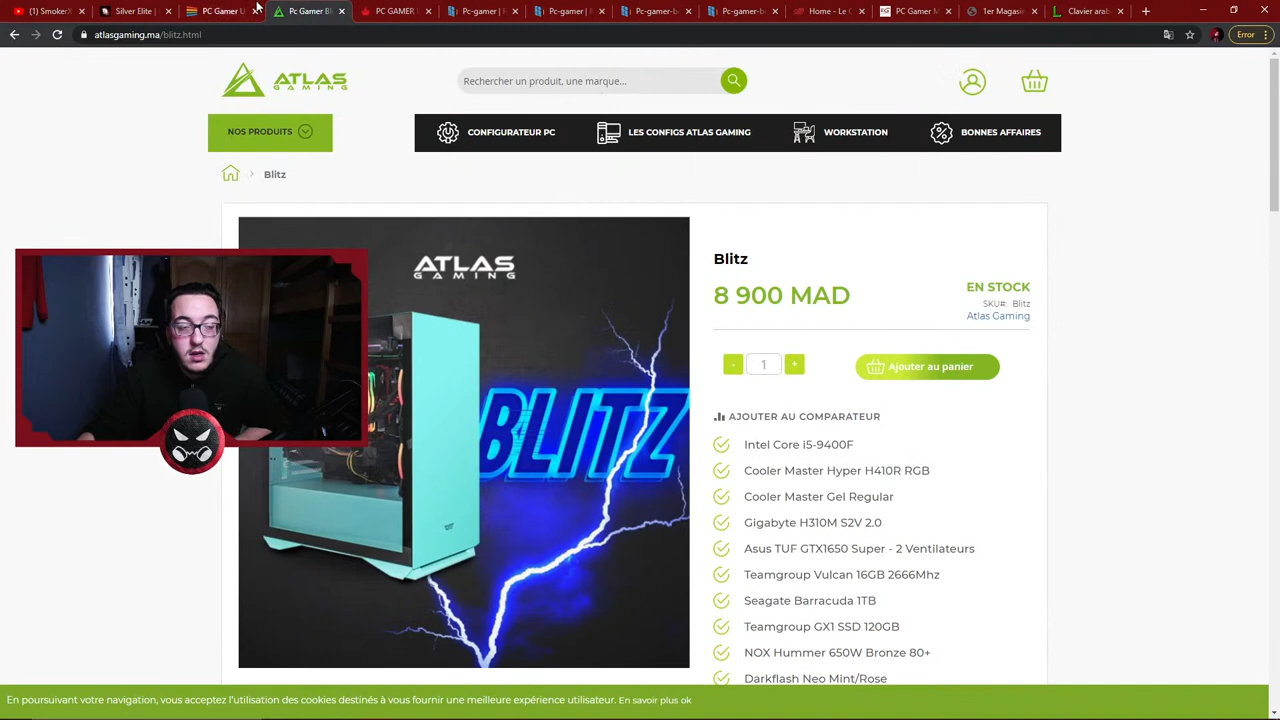 (1) SmokerX
Silver Elite |
PC Gamer U
Pc Gamer Bl
PC GAMER
Pc-gamer |
Pc-gamer | R
Pc-gamer-bo
Pc-gamer-bu
Home - Le C
PC Gamer M
1er Magasin
Clavier arab
atlasgaming.ma/blitz.html
Error
ATLAS
GAMING
Rechercher un produit, une marque...
NOS PRODUITS
CONFIGURATEUR PC
LES CONFIGS ATLAS GAMING
WORKSTATION
BONNES AFFAIRES
Blitz
ATLAS
GAMING
BLITZ
Blitz
8 900 MAD
EN STOCK
SKU#: Blitz
Atlas Gaming
- 1 +
Ajouter au panier
AJOUTER AU COMPARATEUR
Intel Core i5-9400F
Cooler Master Hyper H410R RGB
Cooler Master Gel Regular
Gigabyte H310M S2V 2.0
Asus TUF GTX1650 Super - 2 Ventilateurs
Teamgroup Vulcan 16GB 2666Mhz
Seagate Barracuda 1TB
Teamgroup GX1 SSD 120GB
NOX Hummer 650W Bronze 80+
Darkflash Neo Mint/Rose
En poursuivant votre navigation, vous acceptez l'utilisation des cookies destinés à vous fournir une meilleure expérience utilisateur. En savoir plus ok